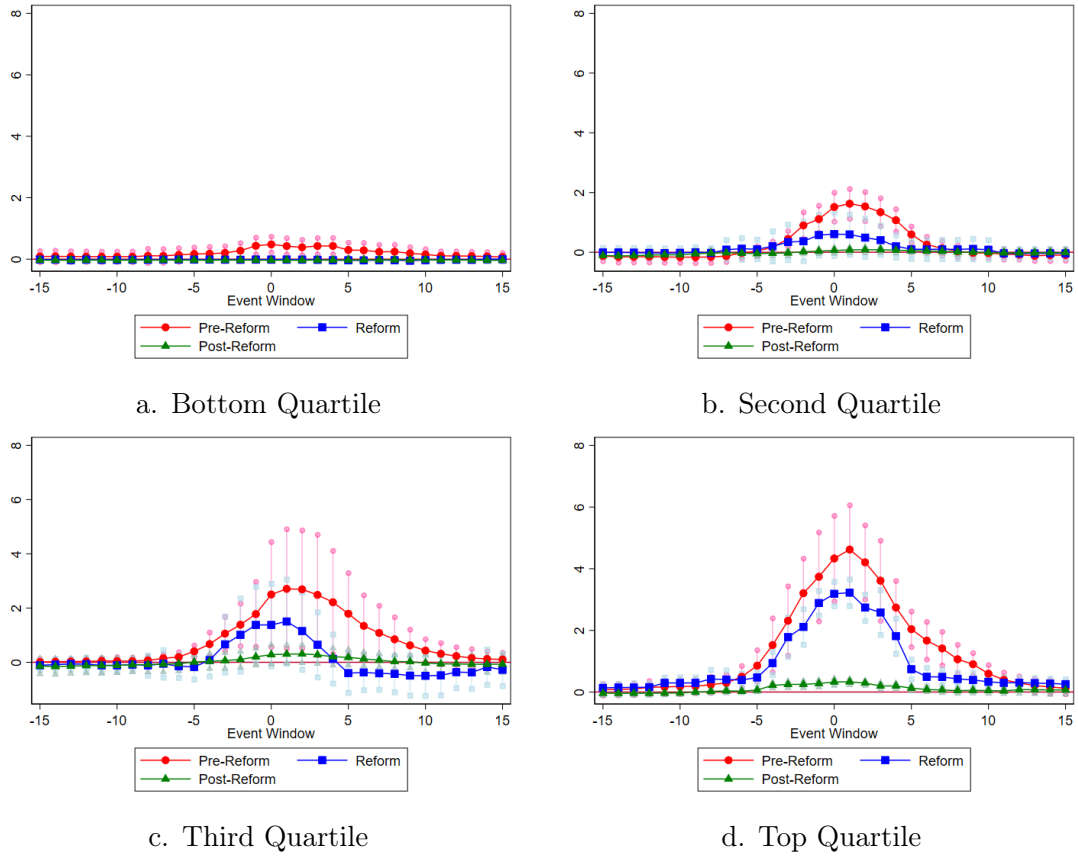 8
6
4
2
0
-15 -10 -5 0 5 10 15
Event Window
Pre-Reform Reform
Post-Reform
a. Bottom Quartile
8
6
4
2
0
-15 -10 -5 0 5 10 15
Event Window
Pre-Reform Reform
Post-Reform
b. Second Quartile
8
6
4
2
0
-15 -10 -5 0 5 10 15
Event Window
Pre-Reform Reform
Post-Reform
c. Third Quartile
8
6
4
2
0
-15 -10 -5 0 5 10 15
Event Window
Pre-Reform Reform
Post-Reform
d. Top Quartile